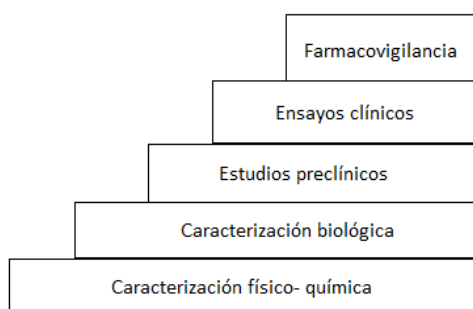 Farmacovigilancia
Ensayos clínicos
Estudios preclínicos
Caracterización biológica
Caracterización físico- química